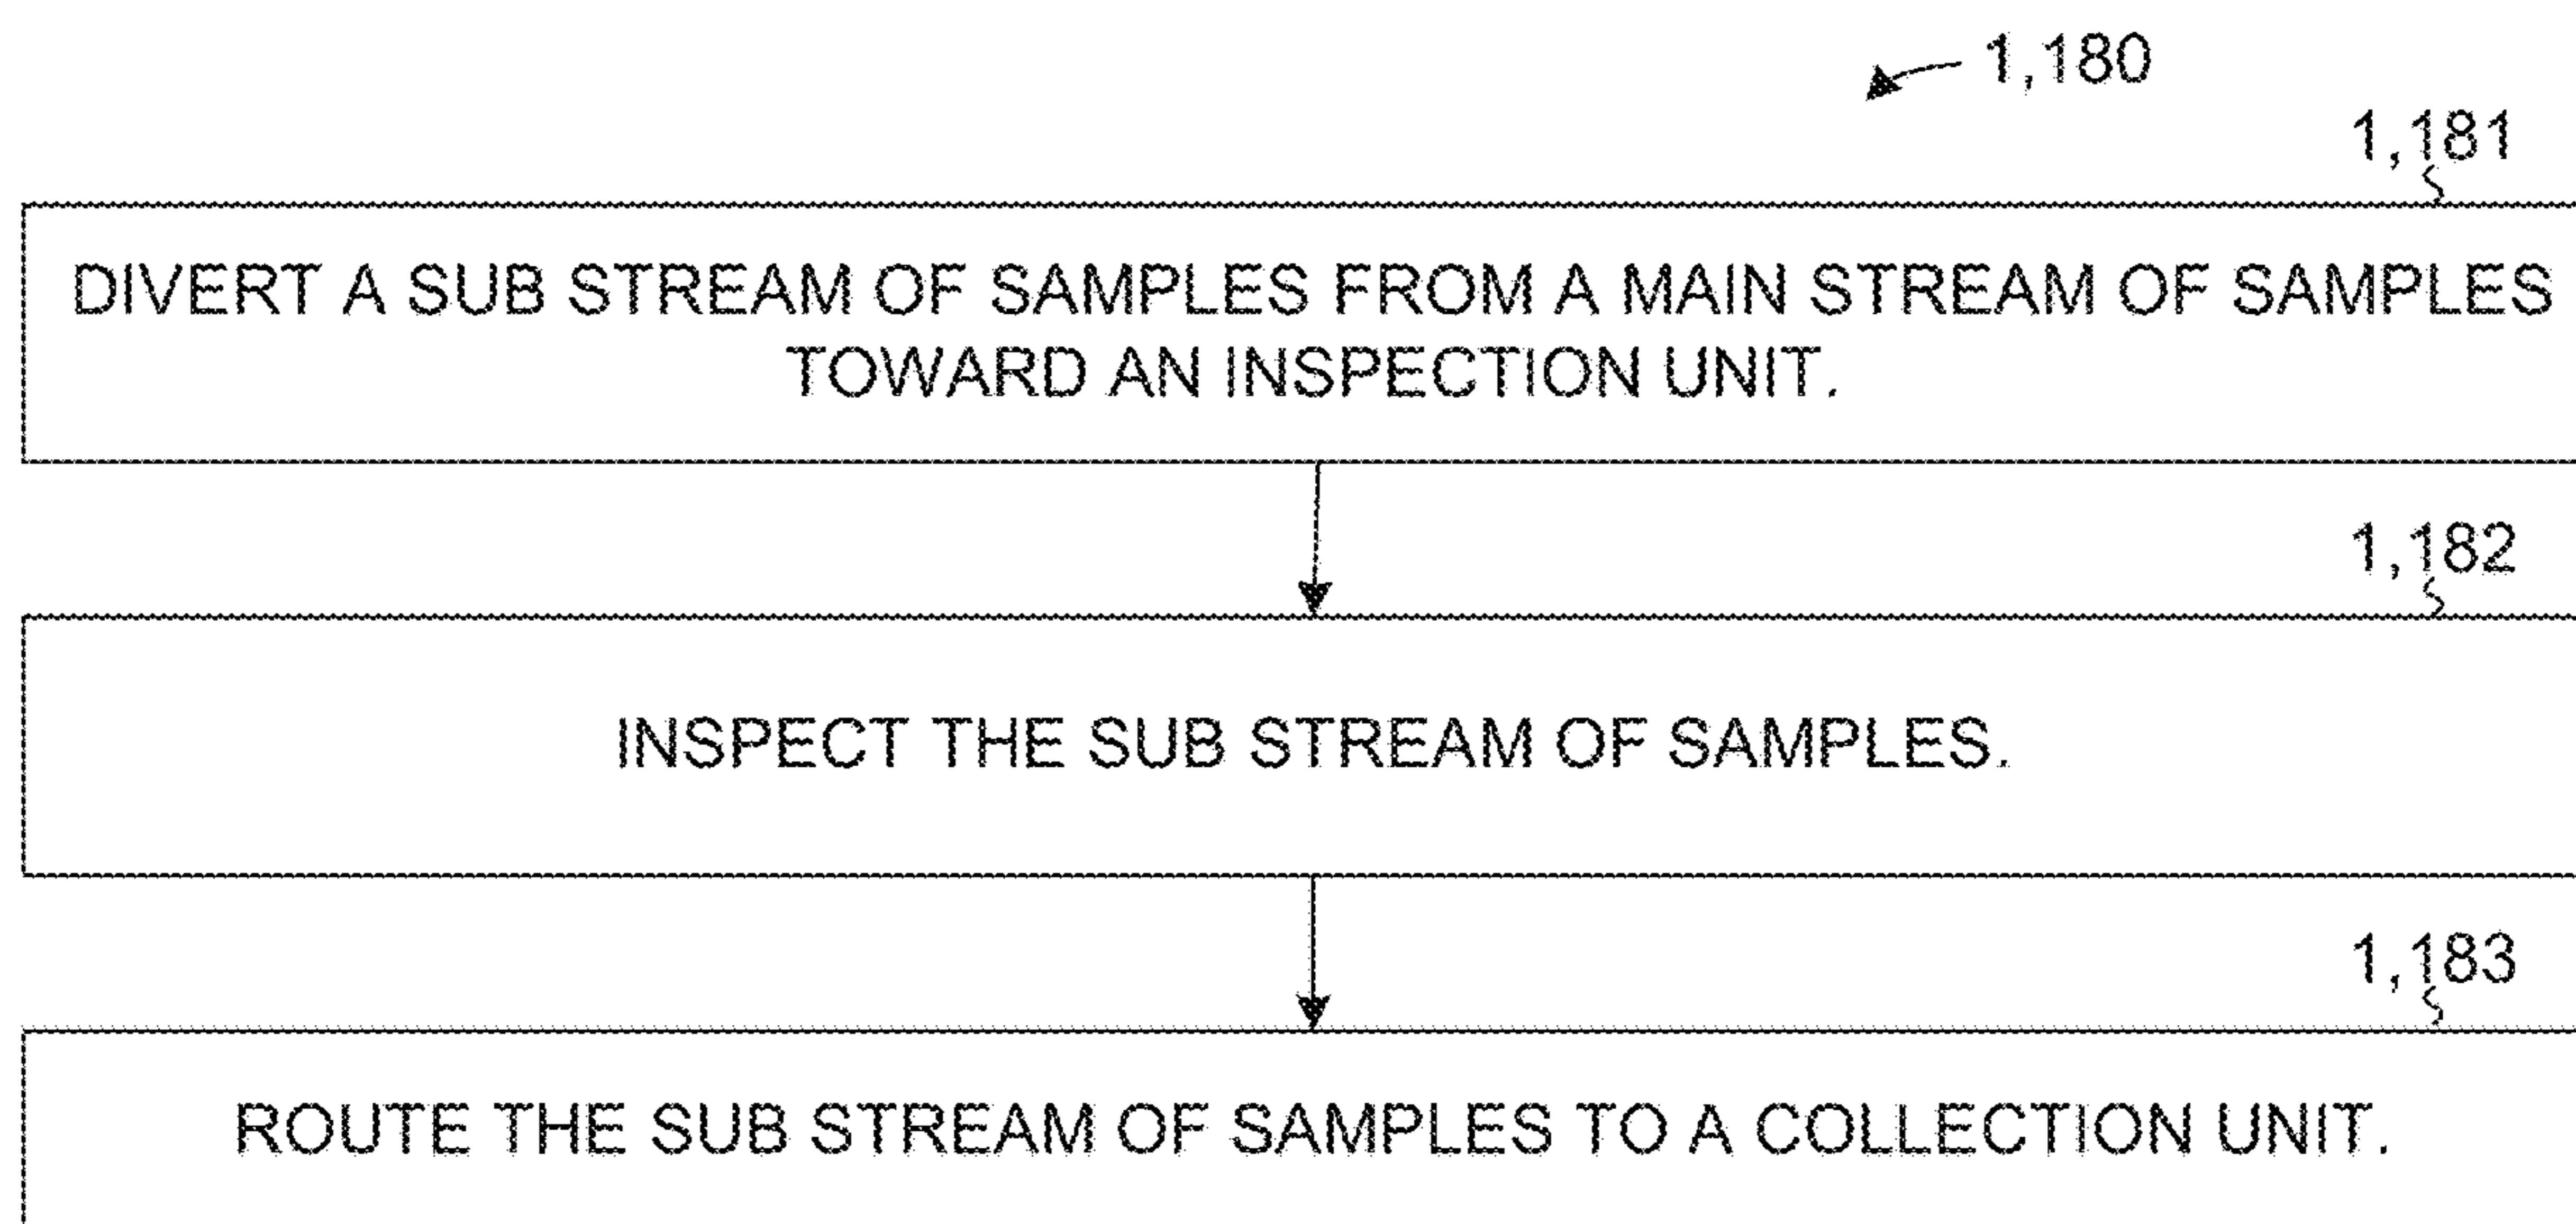 1,180
1,181
DIVERT A SUB STREAM OF SAMPLES FROM A MAIN STREAM OF SAMPLES
TOWARD AN INSPECTION UNIT.
1,182
INSPECT THE SUB STREAM OF SAMPLES.
1,183
ROUTE THE SUB STREAM OF SAMPLES TO A COLLECTION UNIT.